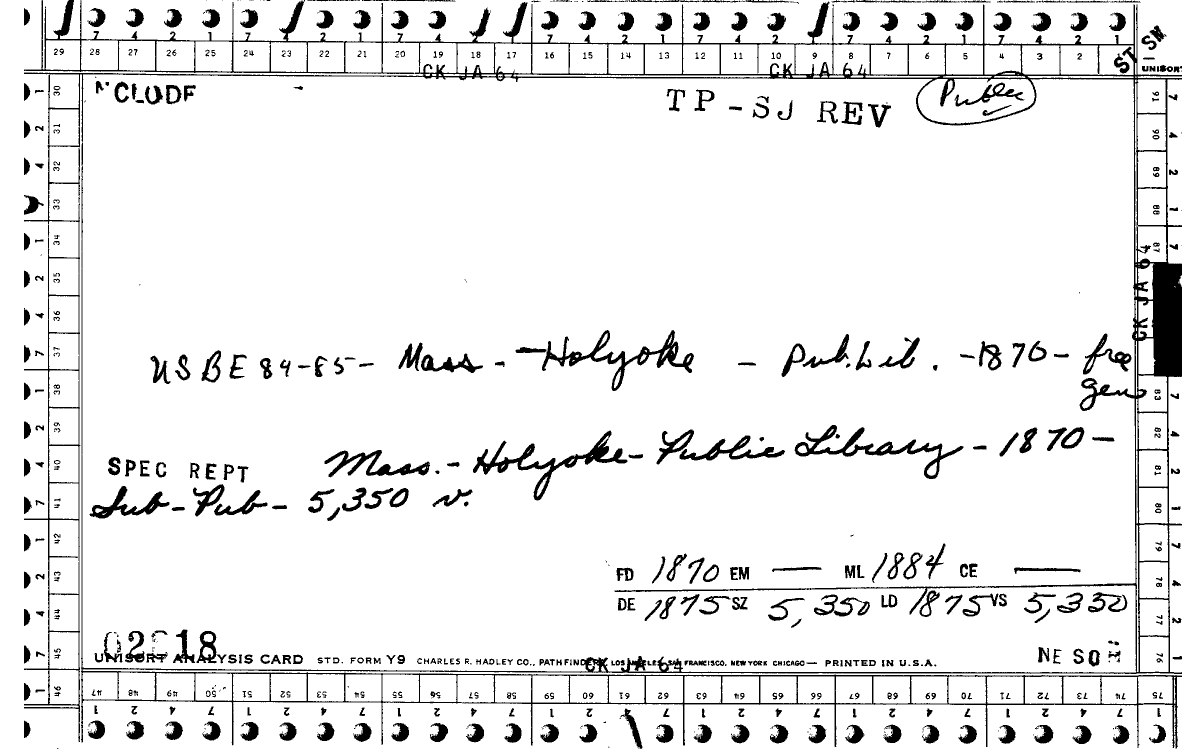 7 4 2 1 7 4 2 1 7 4 2 1 7 4 2 1 7 4 2 1 7 4 2 1 7 4 2 1
29 28 27 26 25 24 23 22 21 20 19 18 17 16 15 14 13 12 11 10 9 8 7 6 5 4 3 2 1
ST SW
CK JA 64 CK JA 64 UNISORT
TP-SJ REV Public
USBE 84-85- Mass - Holyoke - Pub. Lib. -1870- free
gen
SPEC REPT Mass. - Holyoke - Public Library - 1870 -
Sub - Pub - 5,350 v.
FD 1870 EM — ML 1884 CE —
DE 1875 SZ 5,350 LD 1875 VS 5,350
18
UNISORT ANALYSIS CARD STD. FORM Y9 CHARLES R. HADLEY CO., PATHFINDERS, LOS ANGELES, SAN FRANCISCO, NEW YORK CHICAGO — PRINTED IN U.S.A.
CK JA 64
NE SO
30 31 32 33 34 35 36 37 38 39 40 41 42 43 44 45 46
91 90 89 88 87 83 82 81 80 79 78 77 76 75
CK JA 64
47 48 49 50 51 52 53 54 55 56 57 58 59 60 61 62 63 64 65 66 67 68 69 70 71 72 73 74
1 2 4 7 1 2 4 7 1 2 4 7 1 2 4 7 1 2 4 7 1 2 4 7 1 2 4 7